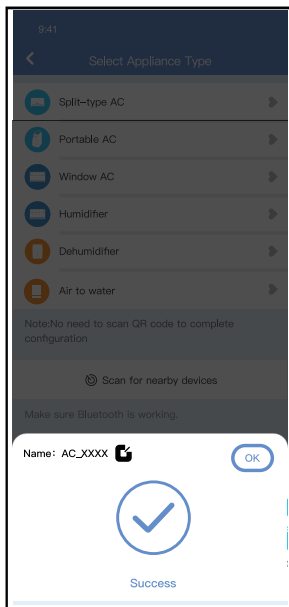 9:41
Select Appliance Type
Split-type AC
Portable AC
Window AC
Humidifier
Dehumidifier
Air to water
Note:No need to scan QR code to complete
configuration
Scan for nearby devices
Make sure Bluetooth is working.
Name: AC_XXXX
OK
Success